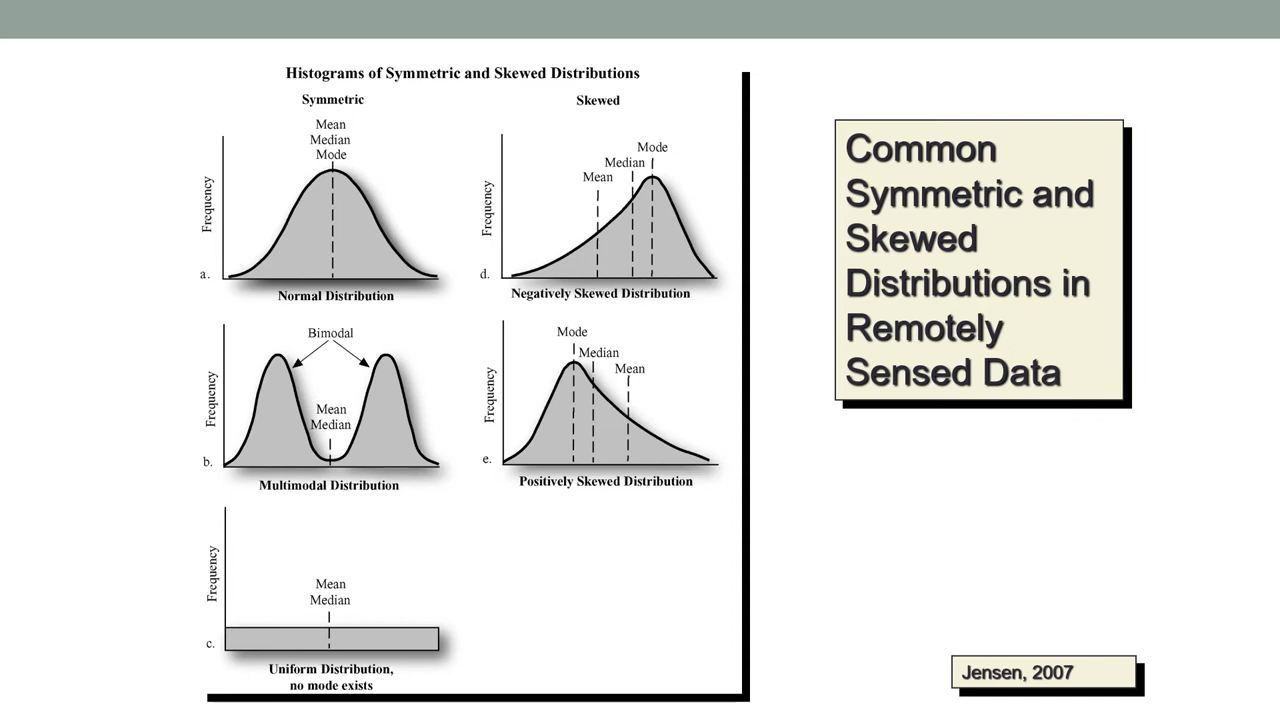 Histograms of Symmetric and Skewed Distributions
Symmetric
Mean
Median
Mode
Frequency
a.
Normal Distribution
Bimodal
Mean
Median
Frequency
b.
Multimodal Distribution
Mean
Median
Frequency
c.
Uniform Distribution,
no mode exists
Skewed
Mode
Median
Mean
Frequency
d.
Negatively Skewed Distribution
Mode
Median
Mean
Frequency
e.
Positively Skewed Distribution
Common
Symmetric and
Skewed
Distributions in
Remotely
Sensed Data
Jensen, 2007